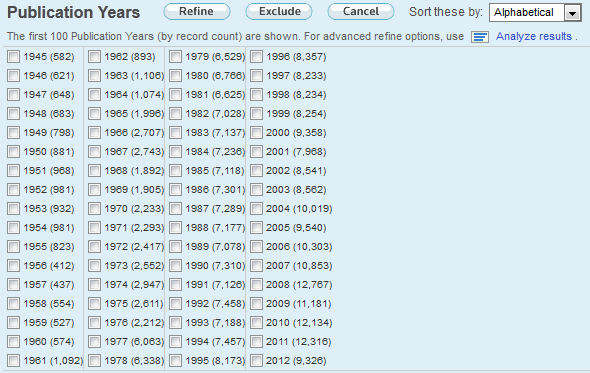 Publication Years Refine Exclude Cancel Sort these by: Alphabetical
The first 100 Publication Years (by record count) are shown. For advanced refine options, use Analyze results .
1945 (582) 1962 (893) 1979 (6,529) 1996 (8,357)
1946 (621) 1963 (1,106) 1980 (6,766) 1997 (8,233)
1947 (648) 1964 (1,074) 1981 (6,625) 1998 (8,234)
1948 (683) 1965 (1,996) 1982 (7,028) 1999 (8,254)
1949 (798) 1966 (2,707) 1983 (7,137) 2000 (9,358)
1950 (881) 1967 (2,743) 1984 (7,236) 2001 (7,968)
1951 (968) 1968 (1,892) 1985 (7,118) 2002 (8,541)
1952 (981) 1969 (1,905) 1986 (7,301) 2003 (8,562)
1953 (932) 1970 (2,233) 1987 (7,289) 2004 (10,019)
1954 (981) 1971 (2,293) 1988 (7,177) 2005 (9,540)
1955 (823) 1972 (2,417) 1989 (7,078) 2006 (10,303)
1956 (412) 1973 (2,552) 1990 (7,310) 2007 (10,853)
1957 (437) 1974 (2,947) 1991 (7,126) 2008 (12,767)
1958 (554) 1975 (2,611) 1992 (7,458) 2009 (11,181)
1959 (527) 1976 (2,212) 1993 (7,188) 2010 (12,134)
1960 (574) 1977 (6,063) 1994 (7,457) 2011 (12,316)
1961 (1,092) 1978 (6,338) 1995 (8,173) 2012 (9,326)